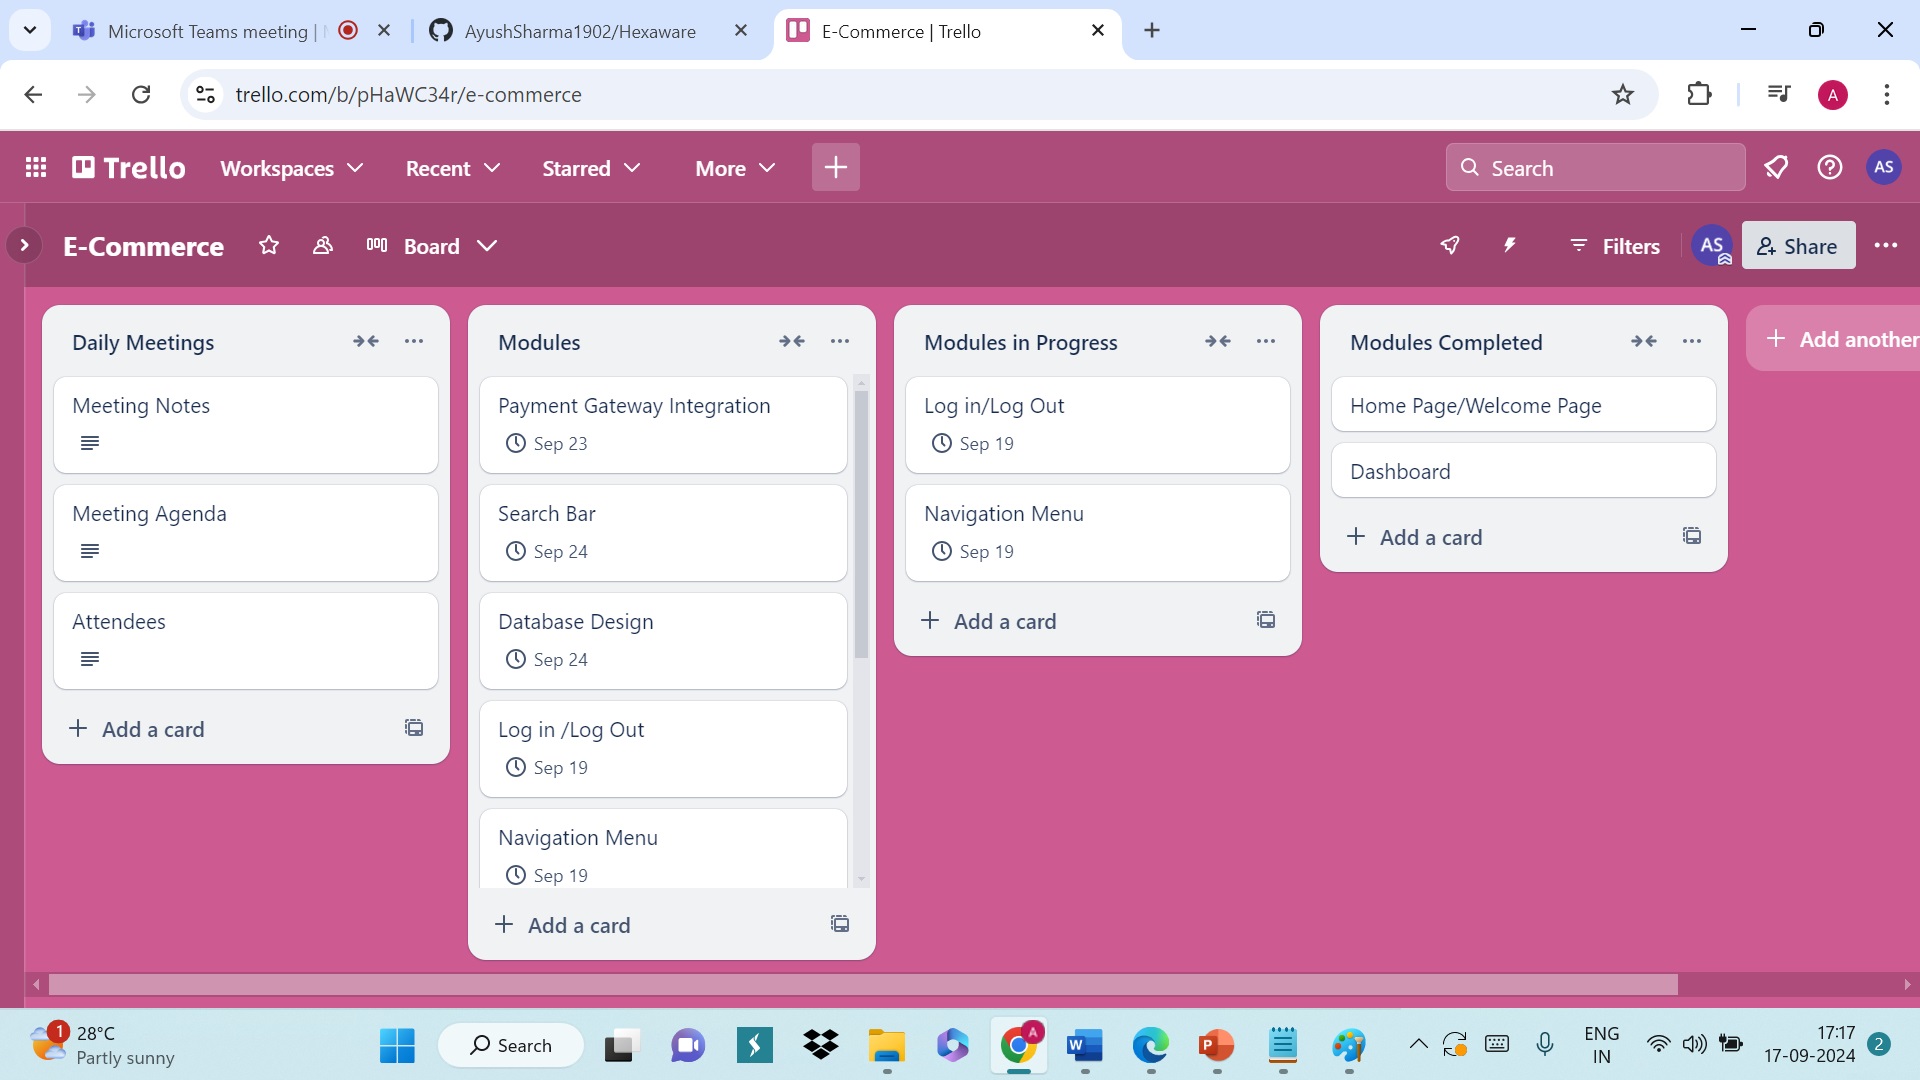 Microsoft Teams meeting |
AyushSharma1902/Hexaware
E-Commerce | Trello
trello.com/b/pHaWC34r/e-commerce
A
Trello
Workspaces
Recent
Starred
More
Search
AS
E-Commerce
Board
Filters
AS
Share
Daily Meetings
Meeting Notes
Meeting Agenda
Attendees
Add a card
Modules
Payment Gateway Integration
Sep 23
Search Bar
Sep 24
Database Design
Sep 24
Log in /Log Out
Sep 19
Navigation Menu
Sep 19
Add a card
Modules in Progress
Log in/Log Out
Sep 19
Navigation Menu
Sep 19
Add a card
Modules Completed
Home Page/Welcome Page
Dashboard
Add a card
Add another
1
28°C
Partly sunny
Search
A
W
P
ENG
IN
17:17
17-09-2024
2